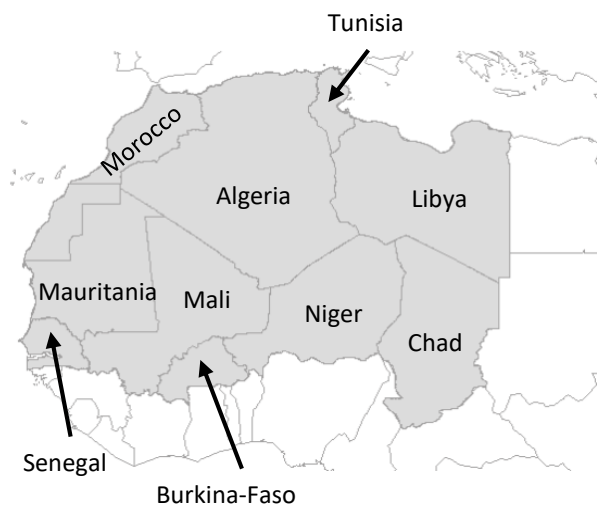 Tunisia
Morocco
Algeria
Libya
Mauritania
Mali
Niger
Chad
Senegal
Burkina-Faso